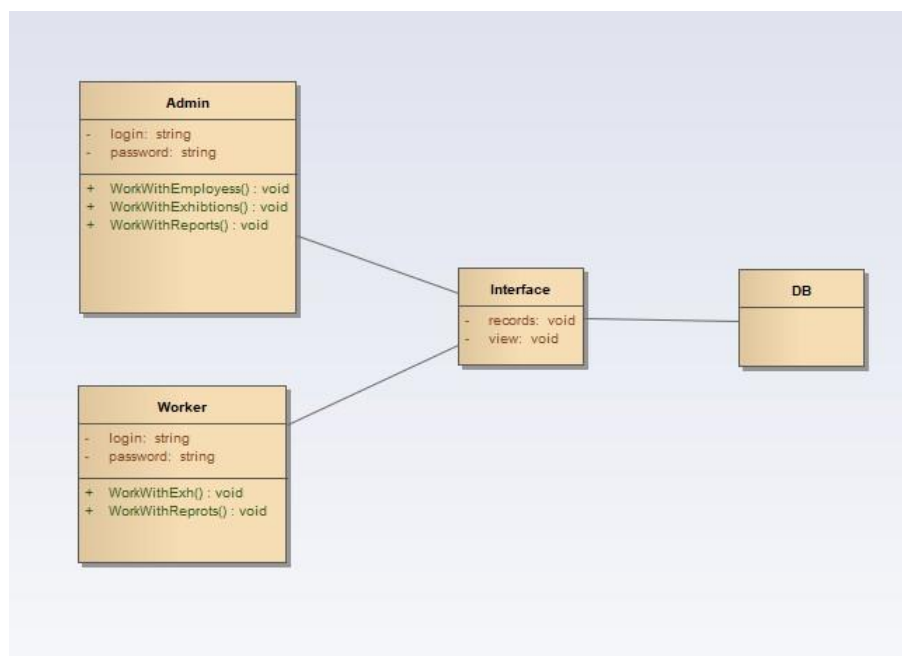 Admin
- login: string
- password: string
+ WorkWithEmployess() : void
+ WorkWithExhibtions() : void
+ WorkWithReports() : void
Interface
- records: void
- view: void
DB
Worker
- login: string
- password: string
+ WorkWithExh() : void
+ WorkWithReprots() : void